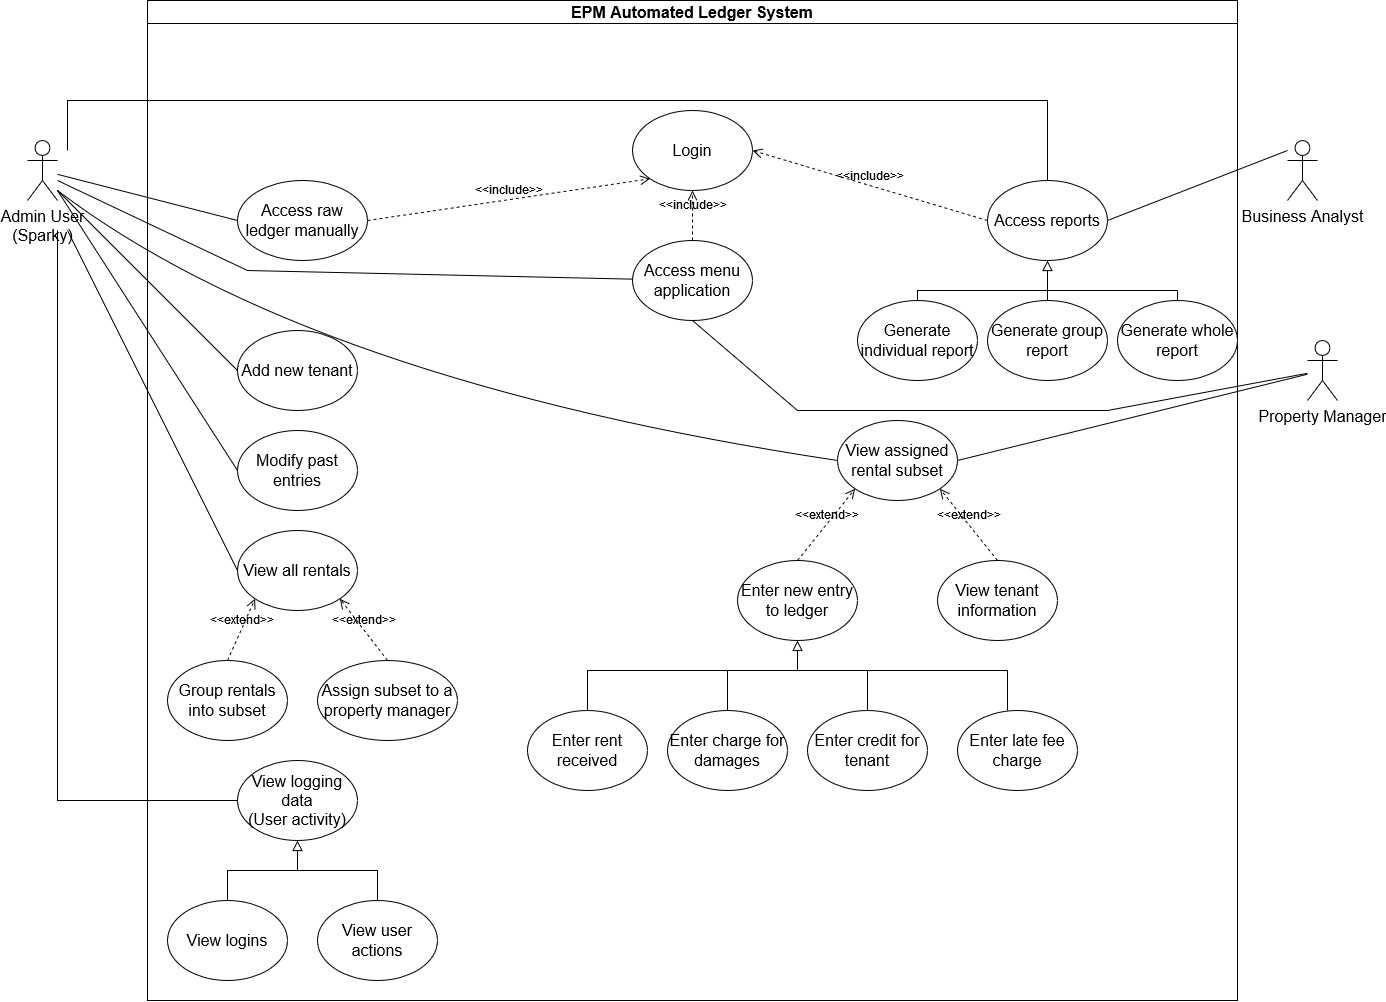 EPM Automated Ledger System
Login
<<include>>
<<include>>
<<include>>
Admin User
(Sparky)
Access raw
ledger manually
Access reports
Business Analyst
Access menu
application
Generate
individual report
Generate group
report
Generate whole
report
Add new tenant
Property Manager
View assigned
rental subset
Modify past
entries
<<extend>>
<<extend>>
View all rentals
Enter new entry
to ledger
View tenant
information
<<extend>>
<<extend>>
Group rentals
into subset
Assign subset to a
property manager
Enter rent
received
Enter charge for
damages
Enter credit for
tenant
Enter late fee
charge
View logging
data
(User activity)
View logins
View user
actions